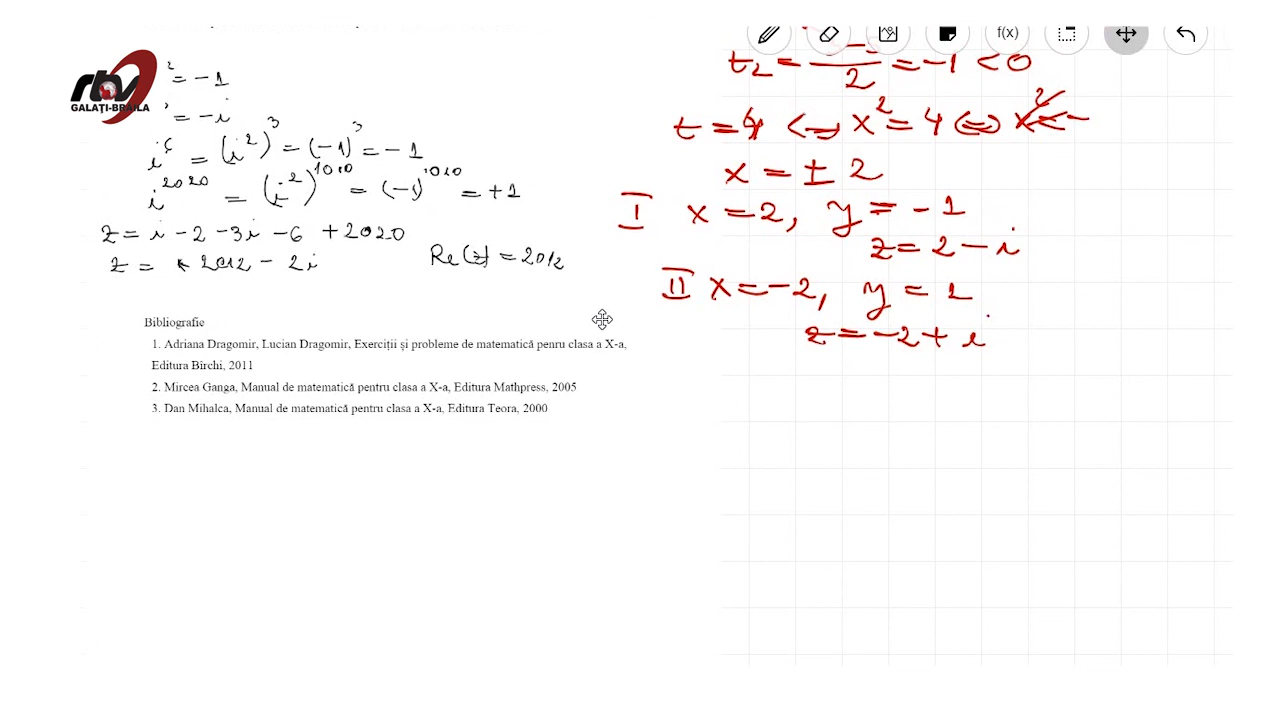 rtv
GALAȚI-BRĂILA
² = -1
= -i
i⁶ = (i²)³ = (-1)³ = -1
i²⁰²⁰ = (i²)¹⁰¹⁰ = (-1)¹⁰¹⁰ = +1
z = i - 2 - 3i - 6 + 2020
z = 2012 - 2i Re(z) = 2012
Bibliografie
1. Adriana Dragomir, Lucian Dragomir, Exerciții și probleme de matematică penru clasa a X-a,
Editura Bîrchi, 2011
2. Mircea Ganga, Manual de matematică pentru clasa a X-a, Editura Mathpress, 2005
3. Dan Mihalca, Manual de matematică pentru clasa a X-a, Editura Teora, 2000
f(x)
t₂ = /2 = -1 < 0
t = 4 <=> x² = 4 <=>
x = ± 2
I x = 2, y = -1
z = 2 - i
II x = -2, y = 1
z = -2 + i